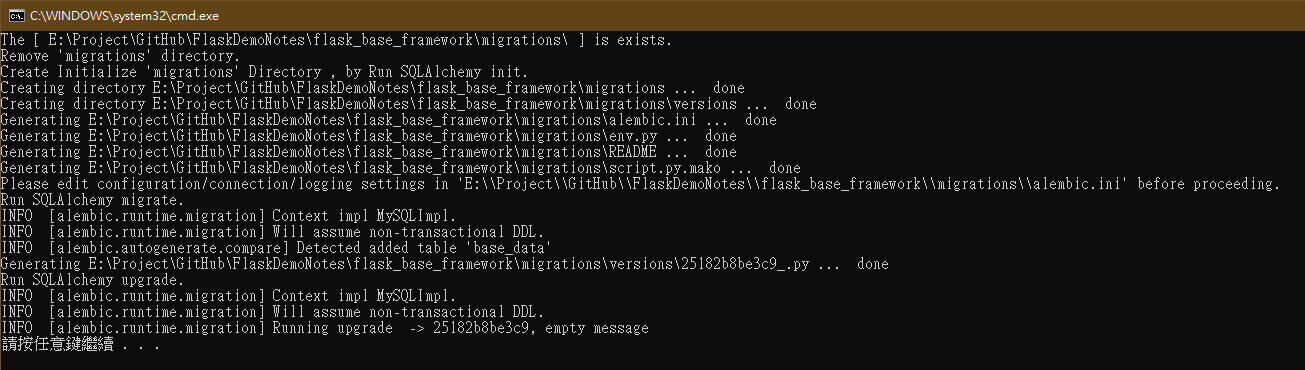 C:\WINDOWS\system32\cmd.exe
The [ E:\Project\GitHub\FlaskDemoNotes\flask_base_framework\migrations\ ] is exists.
Remove 'migrations' directory.
Create Initialize 'migrations' Directory , by Run SQLAlchemy init.
Creating directory E:\Project\GitHub\FlaskDemoNotes\flask_base_framework\migrations ...  done
Creating directory E:\Project\GitHub\FlaskDemoNotes\flask_base_framework\migrations\versions ...  done
Generating E:\Project\GitHub\FlaskDemoNotes\flask_base_framework\migrations\alembic.ini ...  done
Generating E:\Project\GitHub\FlaskDemoNotes\flask_base_framework\migrations\env.py ...  done
Generating E:\Project\GitHub\FlaskDemoNotes\flask_base_framework\migrations\README ...  done
Generating E:\Project\GitHub\FlaskDemoNotes\flask_base_framework\migrations\script.py.mako ...  done
Please edit configuration/connection/logging settings in 'E:\\Project\\GitHub\\FlaskDemoNotes\\flask_base_framework\\migrations\\alembic.ini' before proceeding.
Run SQLAlchemy migrate.
INFO  [alembic.runtime.migration] Context impl MySQLImpl.
INFO  [alembic.runtime.migration] Will assume non-transactional DDL.
INFO  [alembic.autogenerate.compare] Detected added table 'base_data'
Generating E:\Project\GitHub\FlaskDemoNotes\flask_base_framework\migrations\versions\25182b8be3c9_.py ...  done
Run SQLAlchemy upgrade.
INFO  [alembic.runtime.migration] Context impl MySQLImpl.
INFO  [alembic.runtime.migration] Will assume non-transactional DDL.
INFO  [alembic.runtime.migration] Running upgrade  -> 25182b8be3c9, empty message
請按任意鍵繼續 . . .